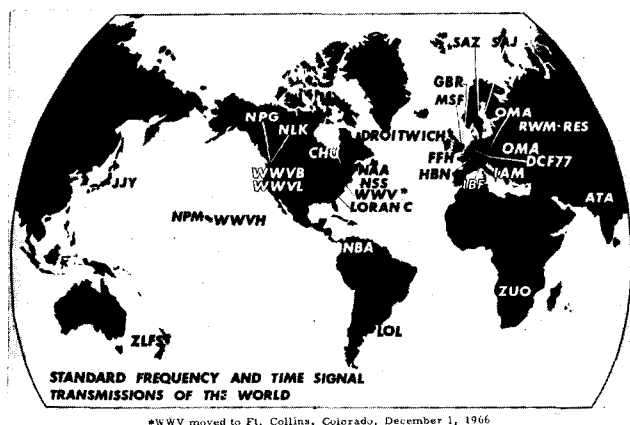 SAZ SAJ
GBR
MSF
OMA
RWM·RES
NPG
NLK
DROITWICH
CHU
OMA
FFH
DCF77
HBN
IAM
IBF
NAA
NSS
WWV*
LORAN C
WWVB
WWVL
JJY
ATA
NPM
WWVH
NBA
ZUO
LOL
ZLFS
STANDARD FREQUENCY AND TIME SIGNAL
TRANSMISSIONS OF THE WORLD
*WWV moved to Ft. Collins, Colorado, December 1, 1966